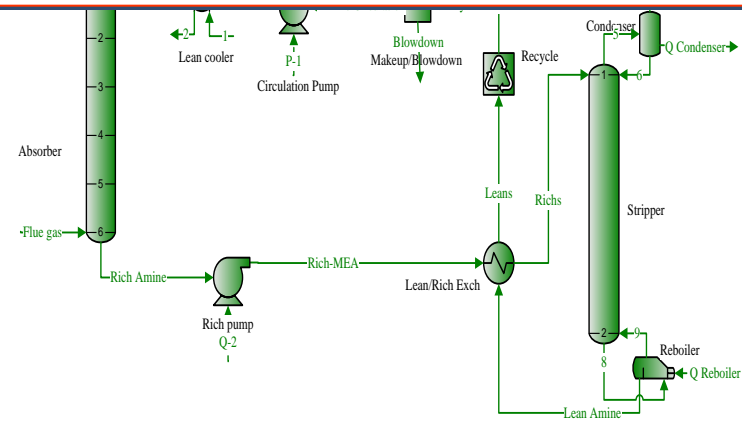 2
Lean cooler
1
P-1
Circulation Pump
Blowdown
Makeup/Blowdown
Recycle
Condenser
5
Q Condenser
6
1
2
3
4
5
6
Absorber
Flue gas
Rich Amine
Rich pump
Q-2
Rich-MEA
Lean/Rich Exch
Leans
Richs
Stripper
2
9
8
Reboiler
Q Reboiler
Lean Amine